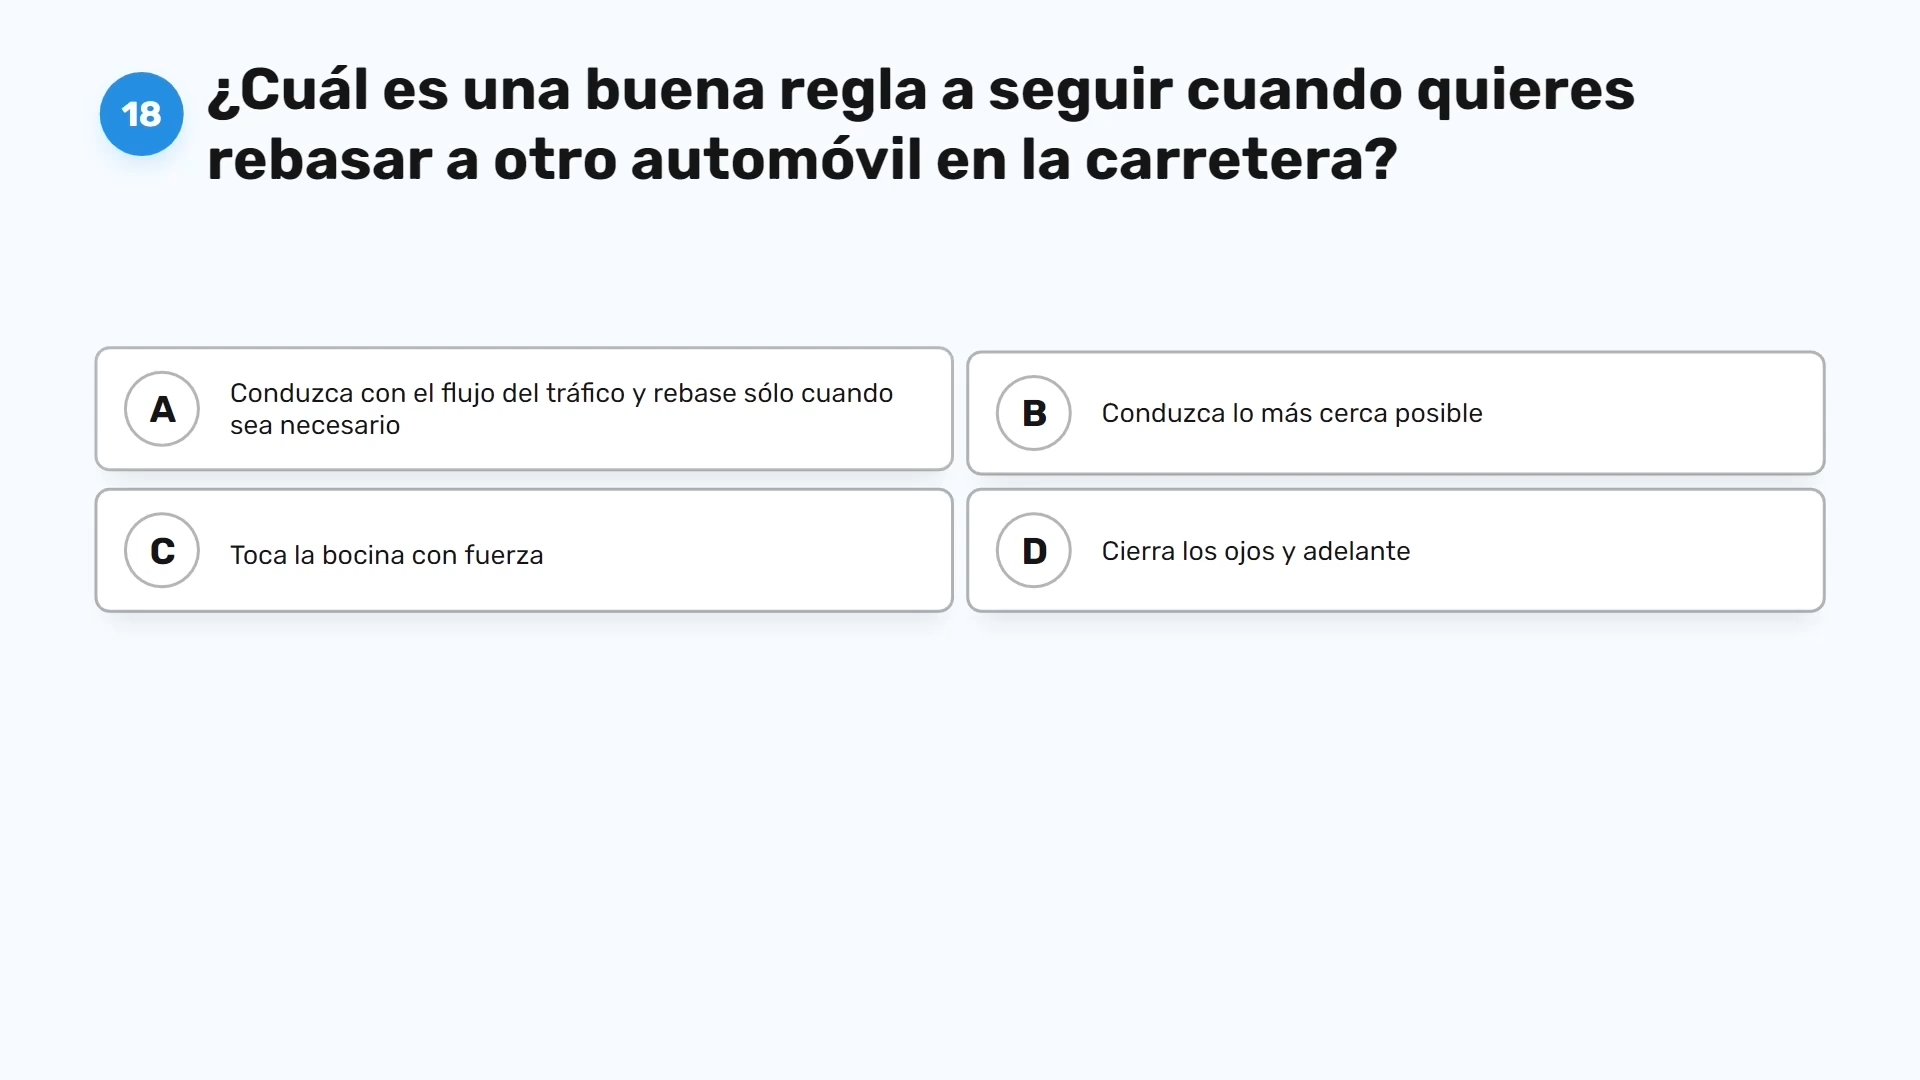 18
¿Cuál es una buena regla a seguir cuando quieres
rebasar a otro automóvil en la carretera?
A
Conduzca con el flujo del tráfico y rebase sólo cuando
sea necesario
B
Conduzca lo más cerca posible
C
Toca la bocina con fuerza
D
Cierra los ojos y adelante